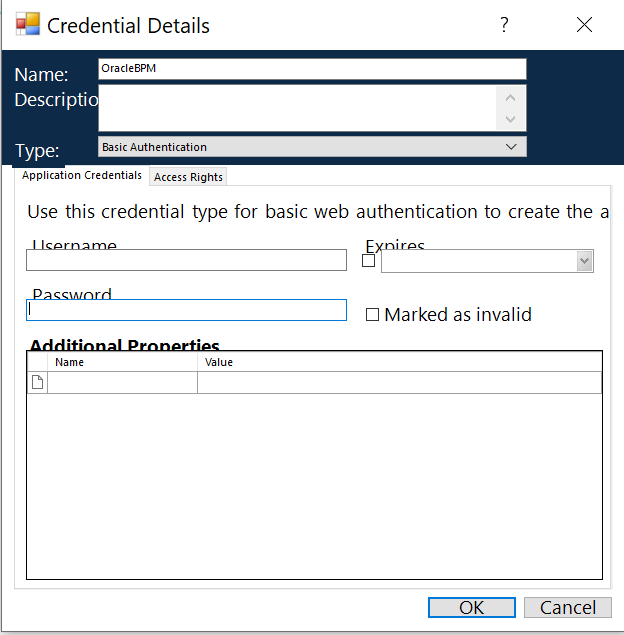 Credential Details ?
Name: OracleBPM
Descriptio
Type: Basic Authentication
Application Credentials Access Rights
Use this credential type for basic web authentication to create the a
Username Expires
Password
Marked as invalid
Additional Properties
Name Value
OK Cancel